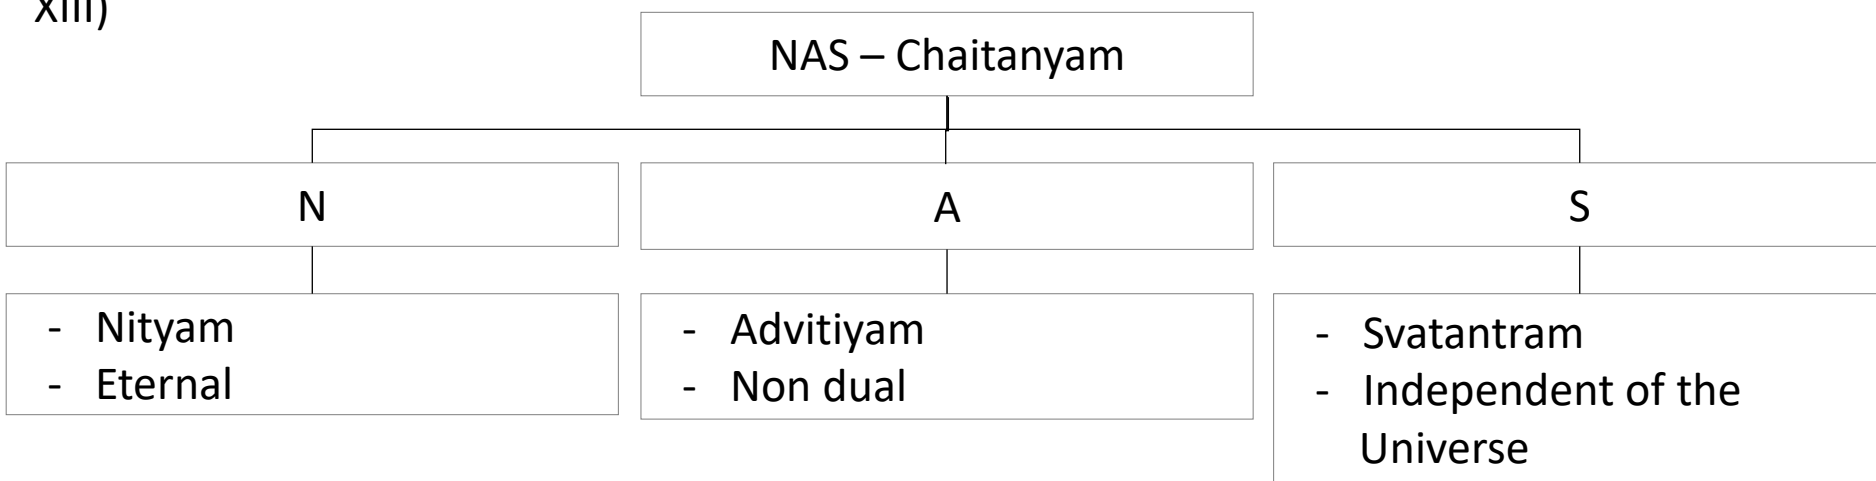 XIII)
NAS – Chaitanyam
N
A
S
- Nityam
- Eternal
- Advitiyam
- Non dual
- Svatantram
- Independent of the
Universe